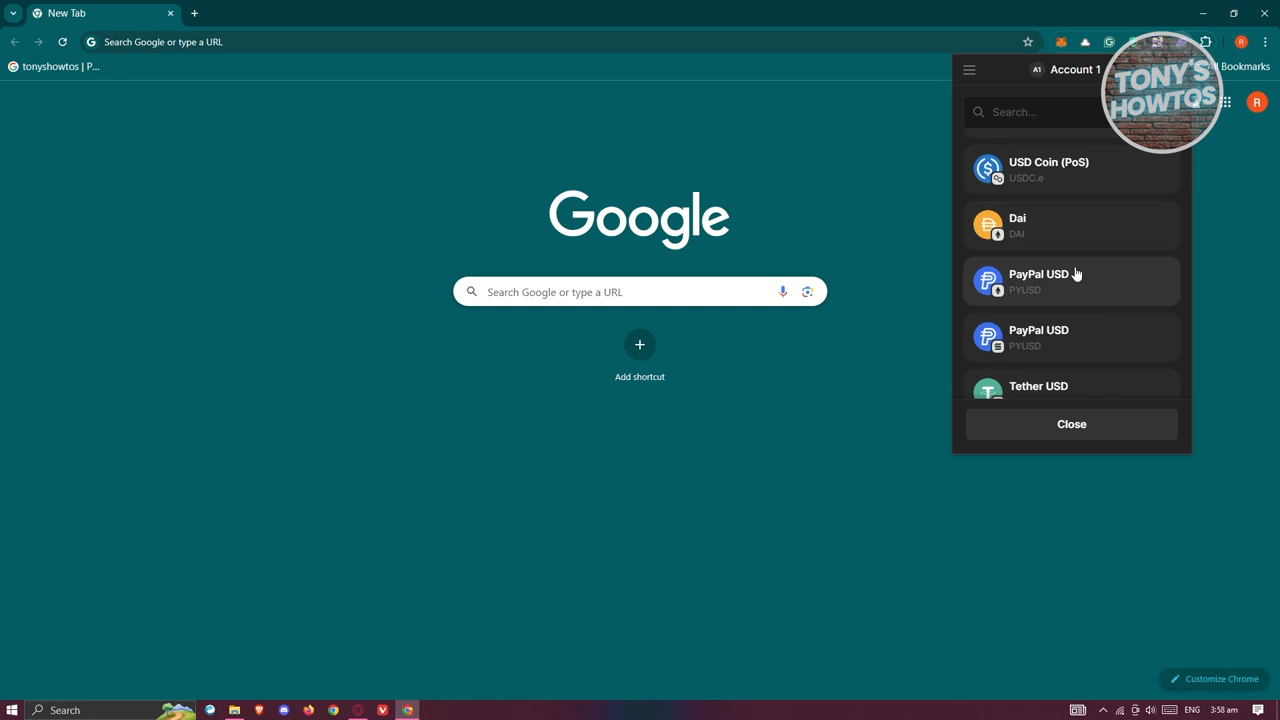 New Tab
Search Google or type a URL
tonyshowtos | P...
All Bookmarks
A1 Account 1
TONY'S
HOWTOS
R
R
Search...
USD Coin (PoS)
USDC.e
Dai
DAI
PayPal USD
PYUSD
PayPal USD
PYUSD
Tether USD
Close
Google
Search Google or type a URL
Add shortcut
Customize Chrome
Search
ENG
3:58 am